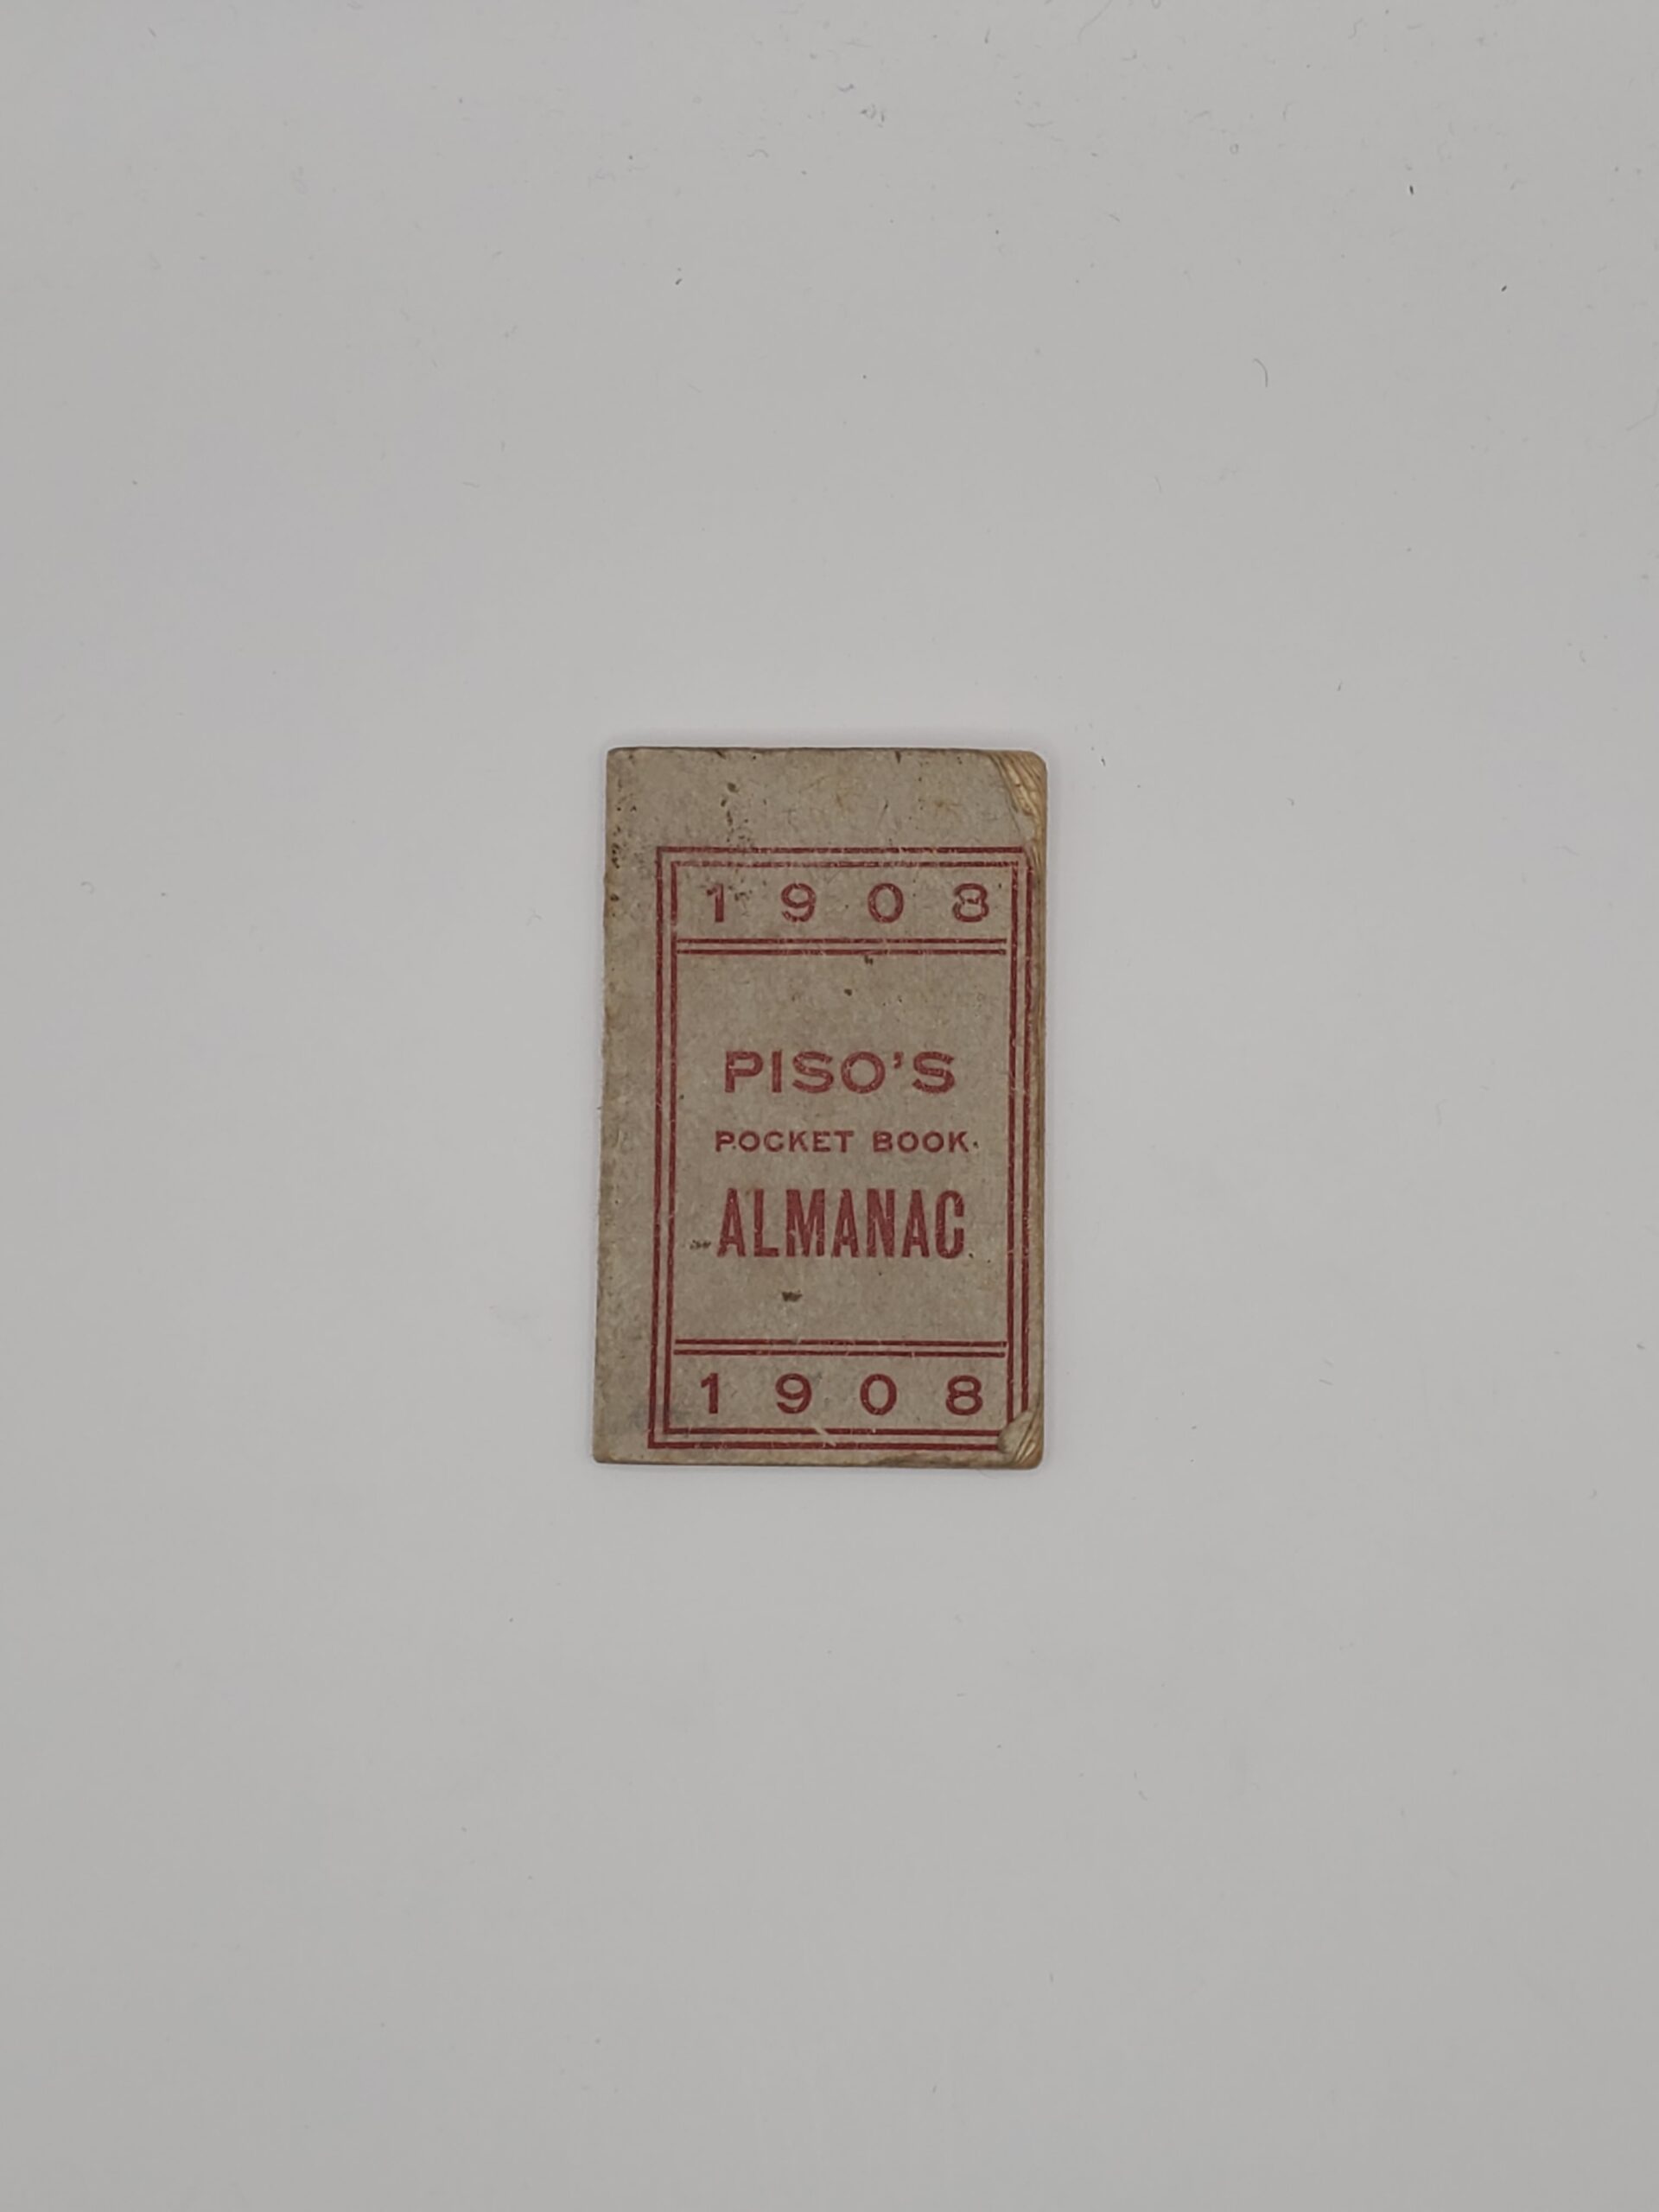 1908
PISO'S
POCKET BOOK
ALMANAC
1908